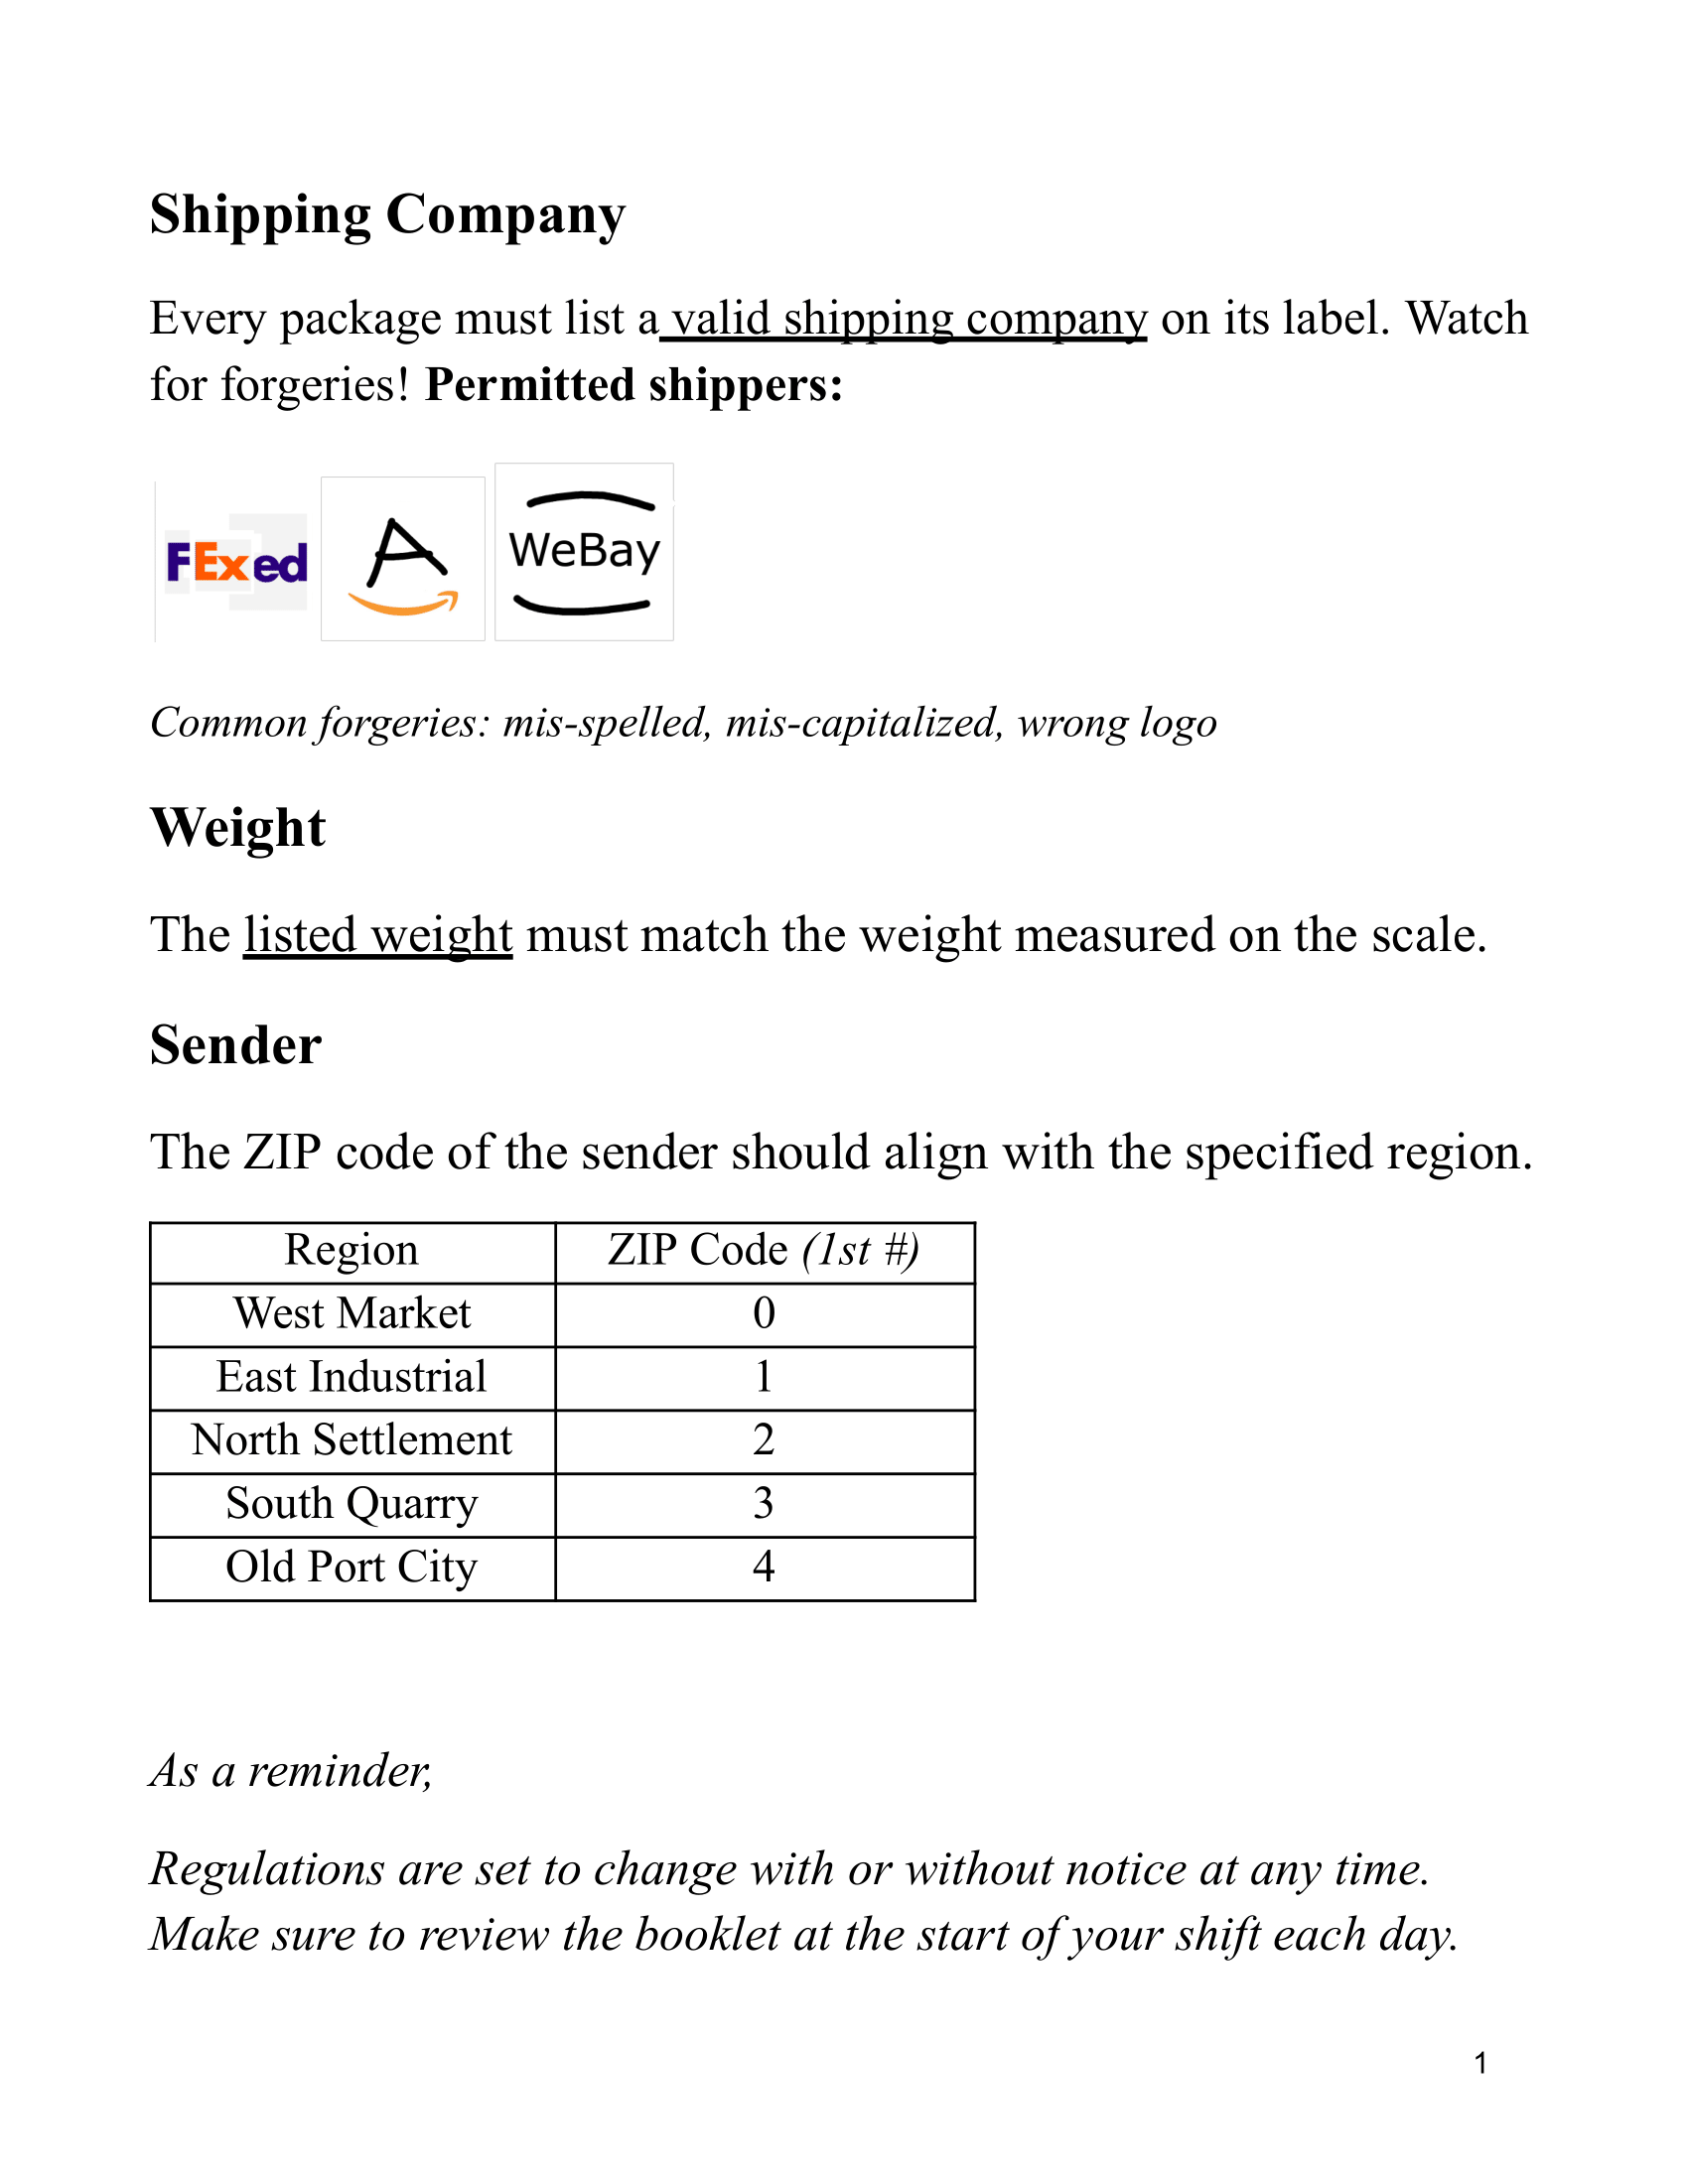 Shipping Company
Every package must list a valid shipping company on its label. Watch
for forgeries! Permitted shippers:
FExed A WeBay
Common forgeries: mis-spelled, mis-capitalized, wrong logo
Weight
The listed weight must match the weight measured on the scale.
Sender
The ZIP code of the sender should align with the specified region.
Region ZIP Code (1st #)
West Market 0
East Industrial 1
North Settlement 2
South Quarry 3
Old Port City 4
As a reminder,
Regulations are set to change with or without notice at any time.
Make sure to review the booklet at the start of your shift each day.
1